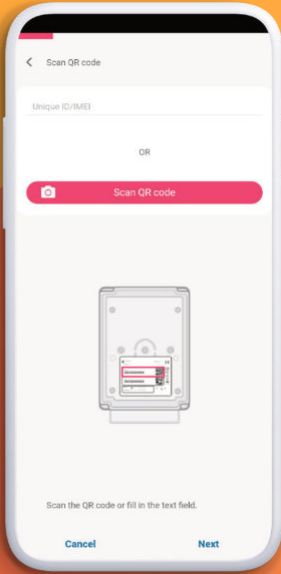 Scan QR code
Unique ID/IMEI
OR
Scan QR code
Scan the QR code or fill in the text field.
Cancel
Next